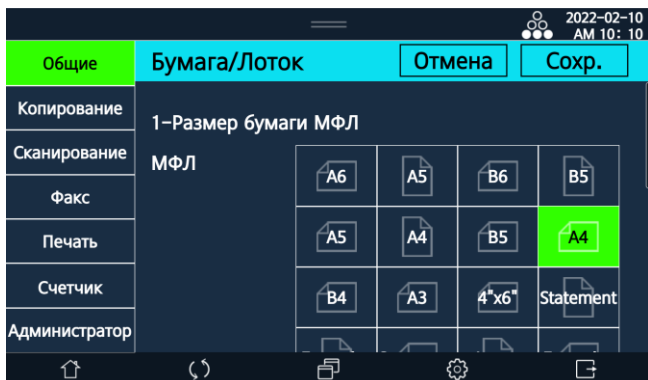 2022-02-10
AM 10: 10
Общие
Бумага/Лоток
Отмена
Сохр.
Копирование
1-Размер бумаги МФЛ
Сканирование
МФЛ
A6
A5
B6
B5
Факс
Печать
A5
A4
B5
A4
Счетчик
B4
A3
4"x6"
Statement
Администратор